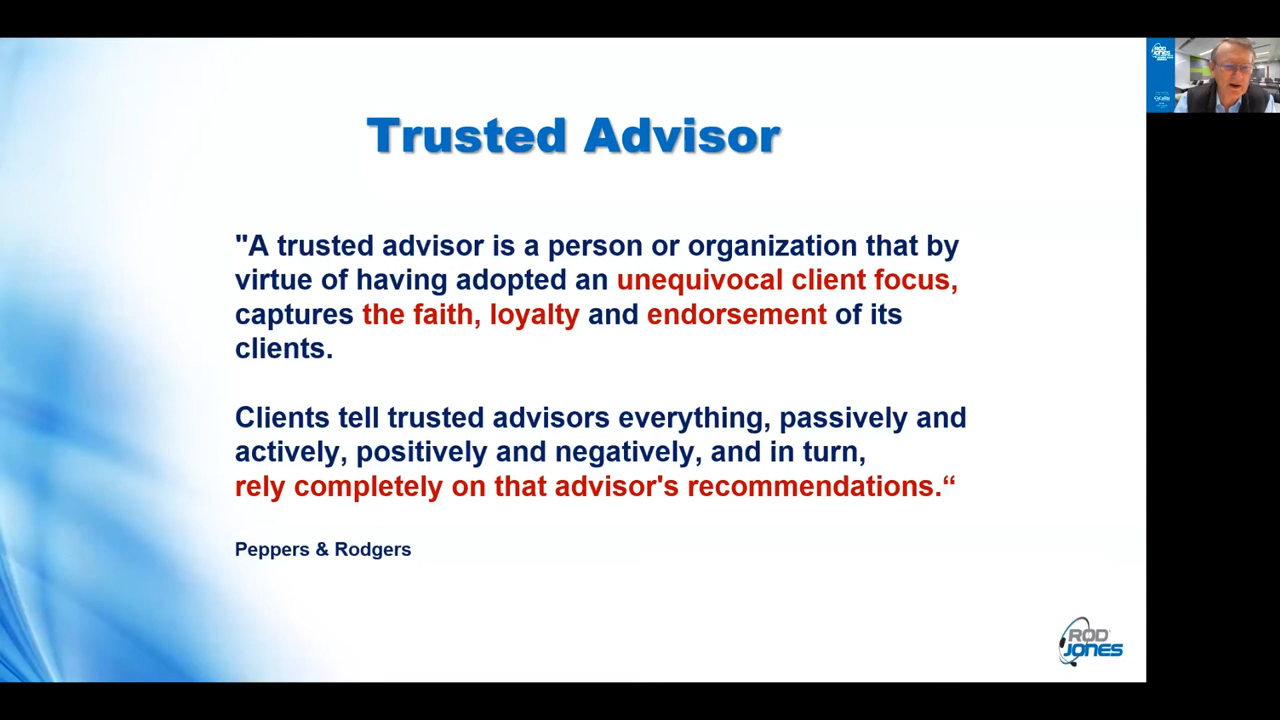 Trusted Advisor
"A trusted advisor is a person or organization that by
virtue of having adopted an unequivocal client focus,
captures the faith, loyalty and endorsement of its
clients.
Clients tell trusted advisors everything, passively and
actively, positively and negatively, and in turn,
rely completely on that advisor's recommendations.“
Peppers & Rodgers
ROD
JONES
ROD
JONES